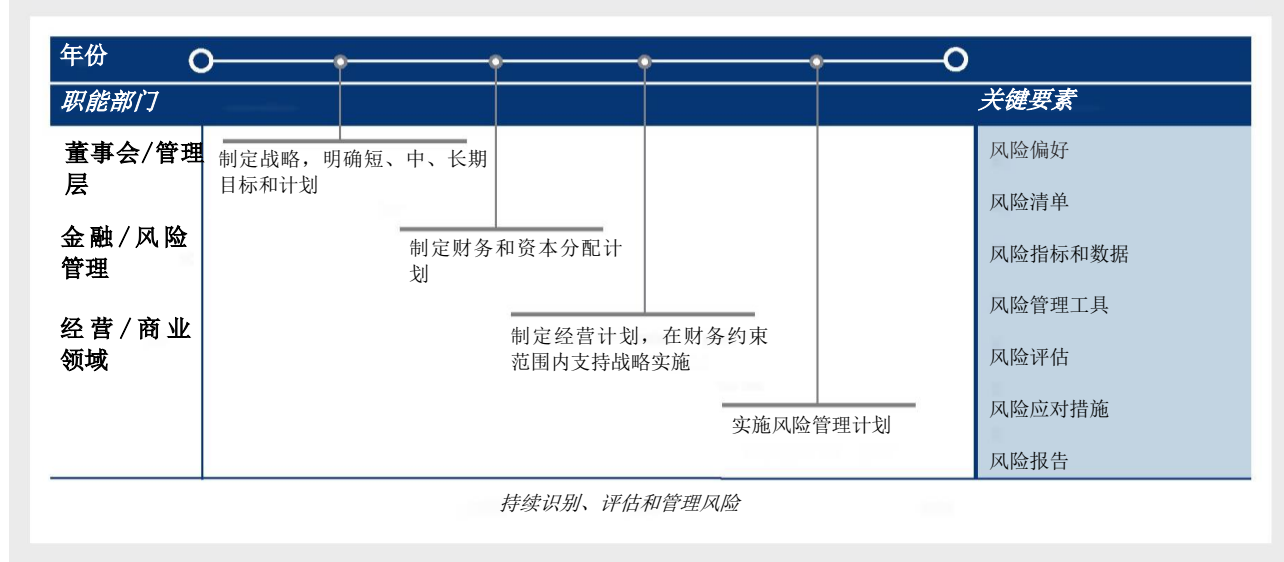 年份
职能部门
关键要素
董事会/管理
层
制定战略，明确短、中、长期
目标和计划
金融/风险
管理
制定财务和资本分配计
划
经营/商业
领域
制定经营计划，在财务约束
范围内支持战略实施
实施风险管理计划
风险偏好
风险清单
风险指标和数据
风险管理工具
风险评估
风险应对措施
风险报告
持续识别、评估和管理风险